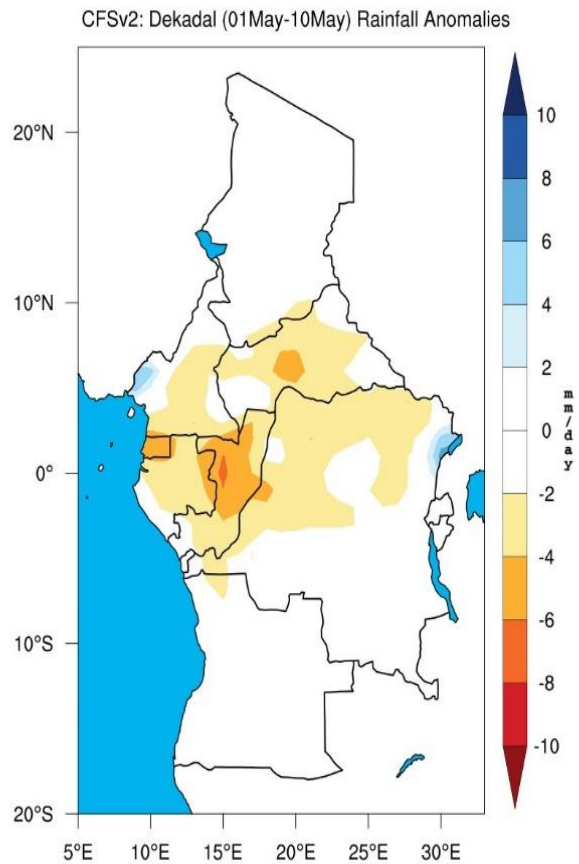 CFSv2: Dekadal (01May-10May) Rainfall Anomalies
20°N
10°N
0°
10°S
20°S
5°E 10°E 15°E 20°E 25°E 30°E
10
8
6
4
2
0
-2
-4
-6
-8
-10
mm/day